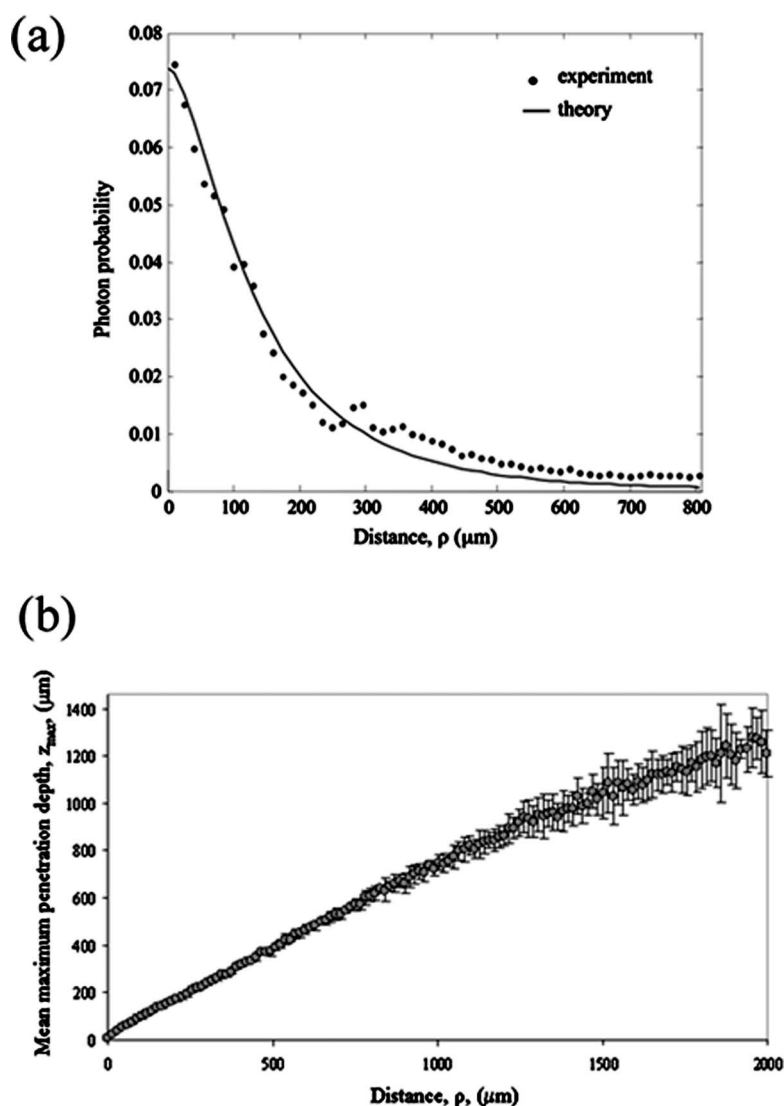 (a)
0.08
0.07
0.06
0.05
0.04
0.03
0.02
0.01
0
Photon probability
experiment
theory
0 100 200 300 400 500 600 700 800
Distance, ρ (μm)
(b)
1400
1200
1000
800
600
400
200
0
Mean maximum penetration depth, zmax, (μm)
0 500 1000 1500 2000
Distance, ρ, (μm)